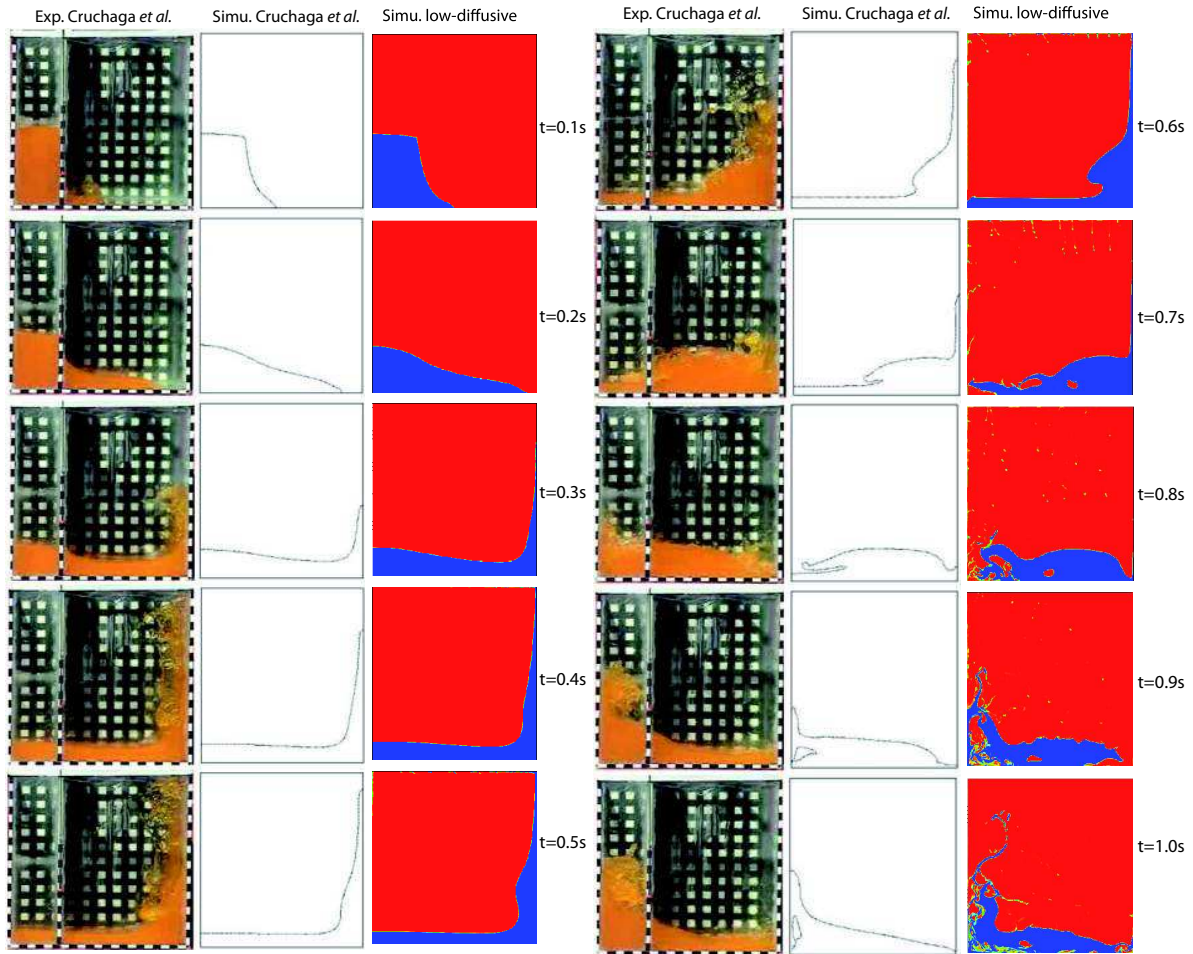 Exp. Cruchaga et al.
Simu. Cruchaga et al.
Simu. low-diffusive
t=0.1s
t=0.2s
t=0.3s
t=0.4s
t=0.5s
Exp. Cruchaga et al.
Simu. Cruchaga et al.
Simu. low-diffusive
t=0.6s
t=0.7s
t=0.8s
t=0.9s
t=1.0s